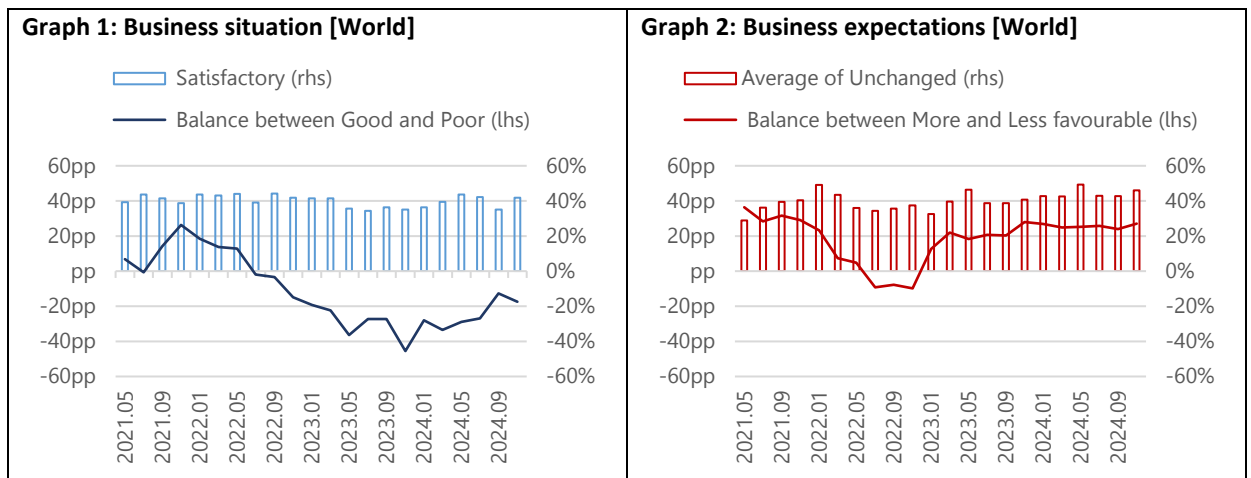 Graph 1: Business situation [World]
Satisfactory (rhs)
Balance between Good and Poor (lhs)
60pp
40pp
20pp
pp
-20pp
-40pp
-60pp
60%
40%
20%
0%
-20%
-40%
-60%
2021.05
2021.09
2022.01
2022.05
2022.09
2023.01
2023.05
2023.09
2024.01
2024.05
2024.09
Graph 2: Business expectations [World]
Average of Unchanged (rhs)
Balance between More and Less favourable (lhs)
60pp
40pp
20pp
pp
-20pp
-40pp
-60pp
60%
40%
20%
0%
-20%
-40%
-60%
2021.05
2021.09
2022.01
2022.05
2022.09
2023.01
2023.05
2023.09
2024.01
2024.05
2024.09